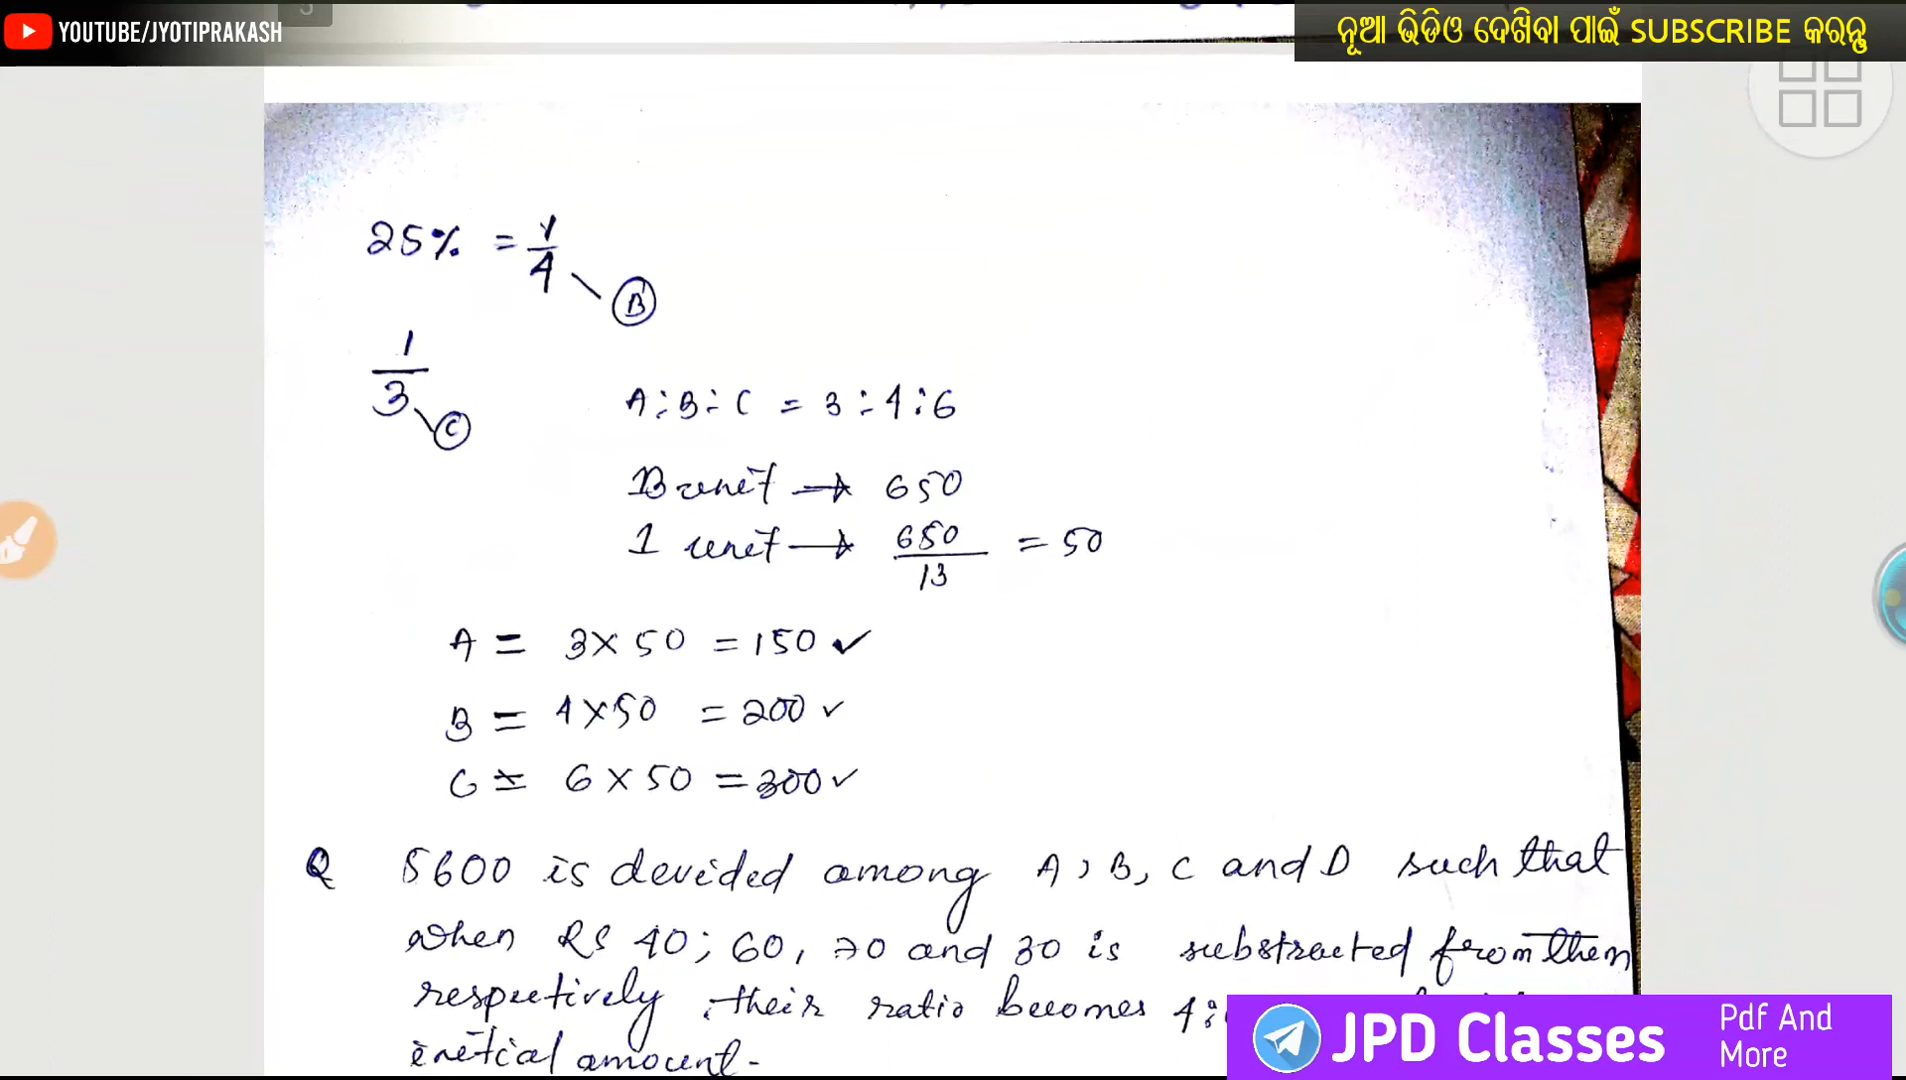 YOUTUBE/JYOTIPRAKASH
ନୂଆ ଭିଡିଓ ଦେଖିବା ପାଇଁ SUBSCRIBE କରନ୍ତୁ
25% = 1/4
B
1/3
C
A:B:C = 3:4:6
13 unit → 650
1 unit → 650/13 = 50
A = 3×50 = 150 ✓
B = 4×50 = 200 ✓
C = 6×50 = 300 ✓
Q 5600 is devided among A, B, C and D such that
when RS 40; 60, 70 and 30 is substracted from them
respectively, their ratio becomes 4:
inetial amount-
JPD Classes
Pdf And
More